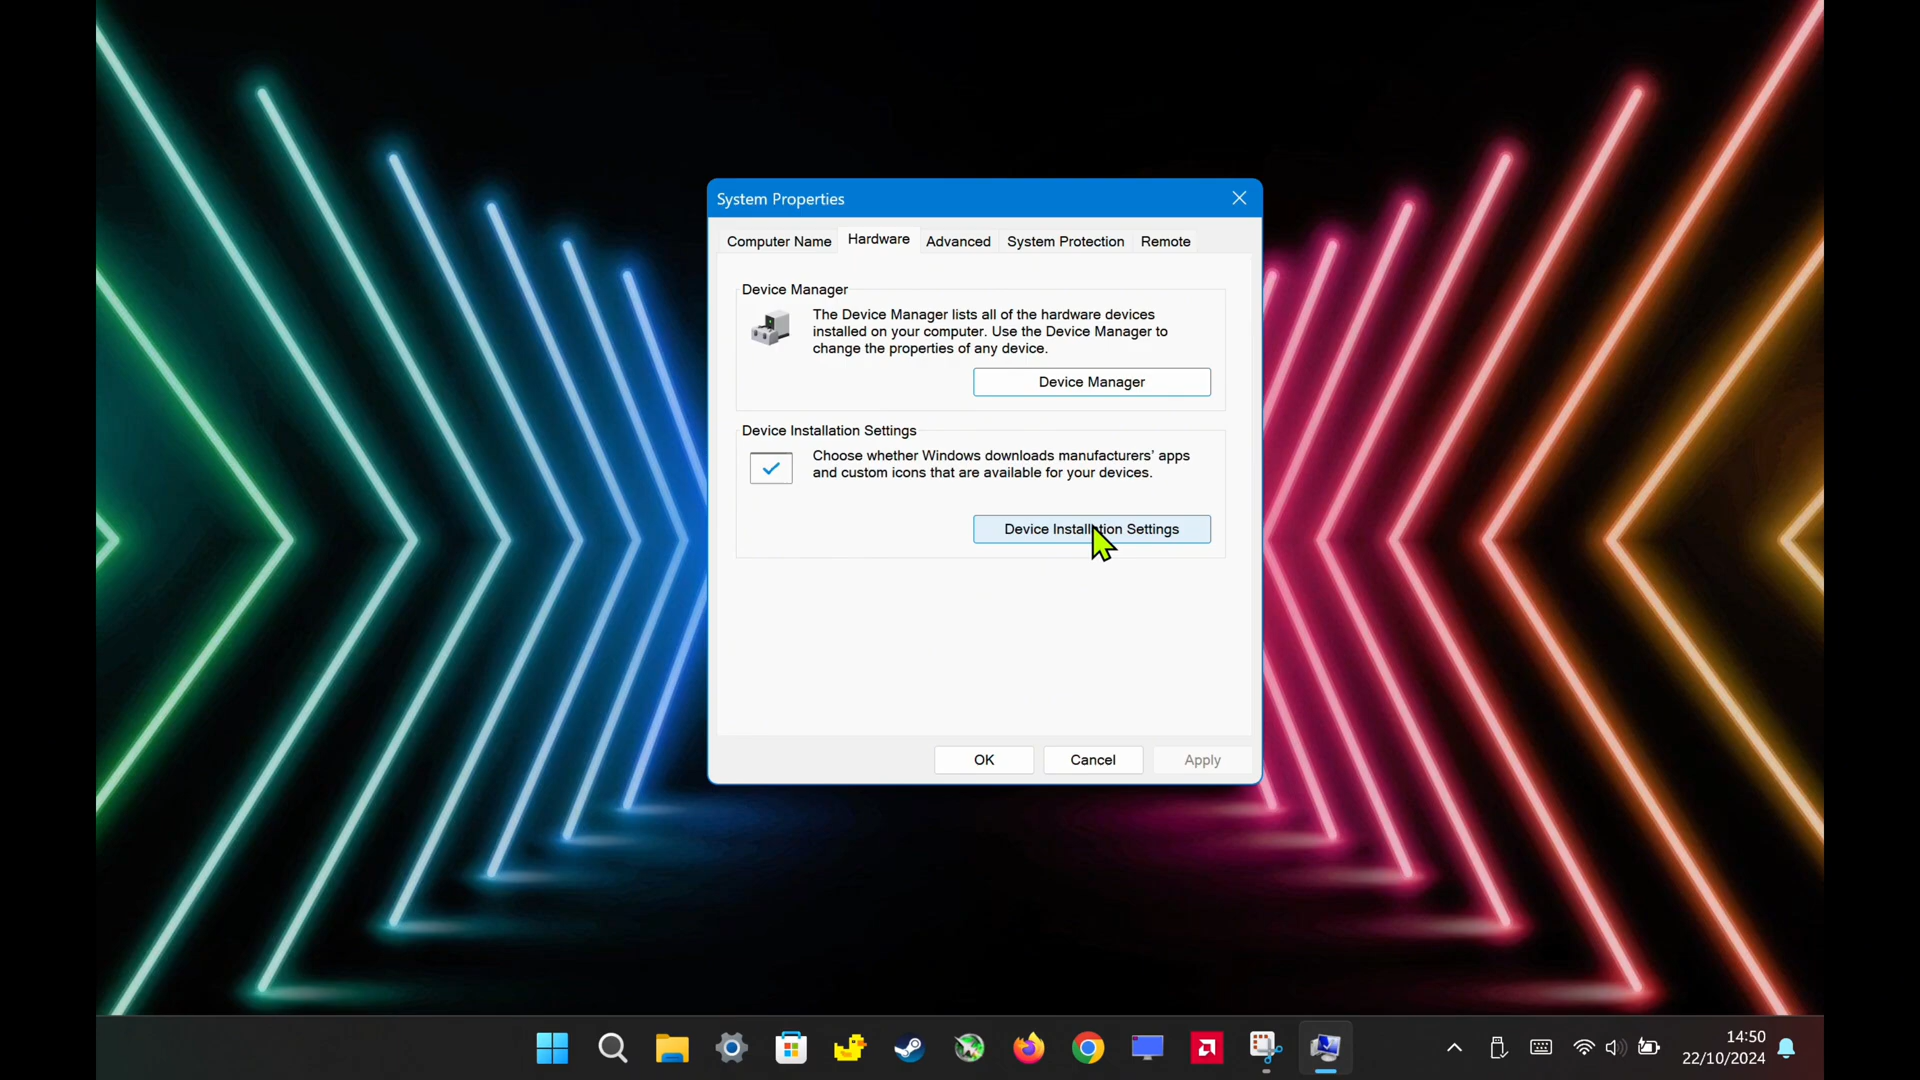 System Properties
Computer Name Hardware Advanced System Protection Remote
Device Manager
The Device Manager lists all of the hardware devices
installed on your computer. Use the Device Manager to
change the properties of any device.
Device Manager
Device Installation Settings
Choose whether Windows downloads manufacturers’ apps
and custom icons that are available for your devices.
Device Installation Settings
OK Cancel Apply
14:50
22/10/2024